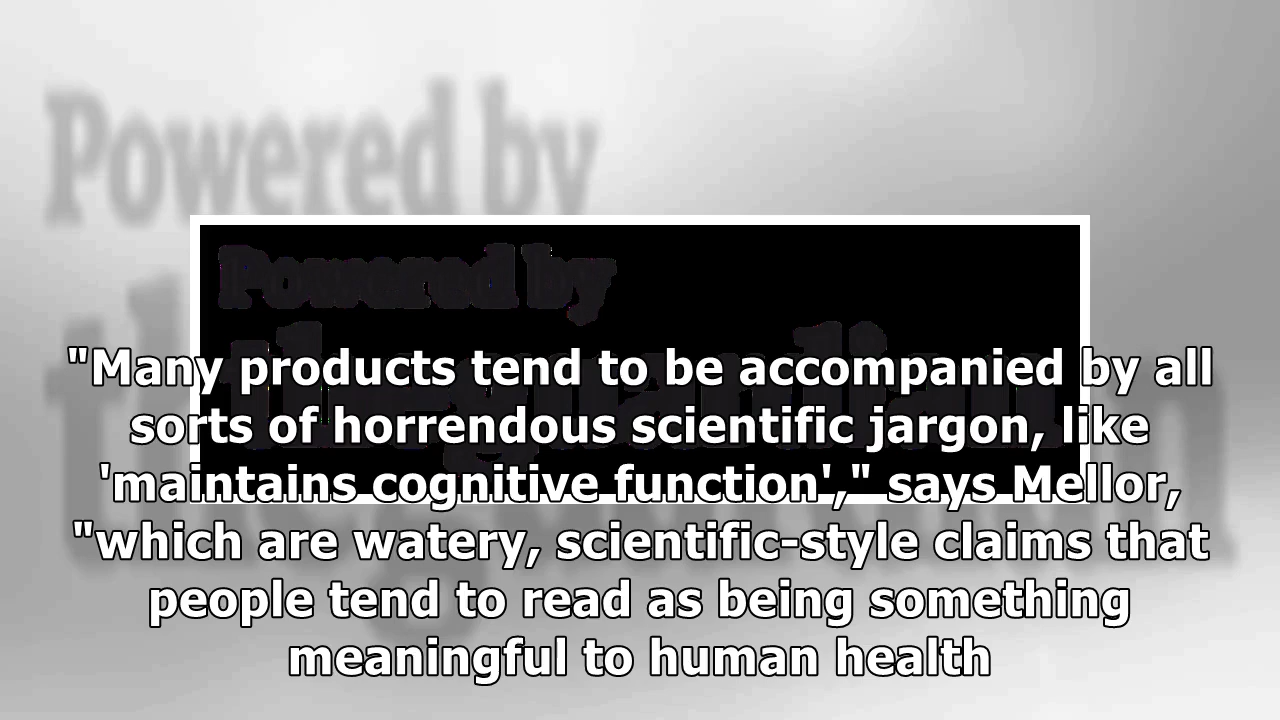 Powered by
Powered by
the guardian
"Many products tend to be accompanied by all
sorts of horrendous scientific jargon, like
'maintains cognitive function'," says Mellor,
"which are watery, scientific-style claims that
people tend to read as being something
meaningful to human health